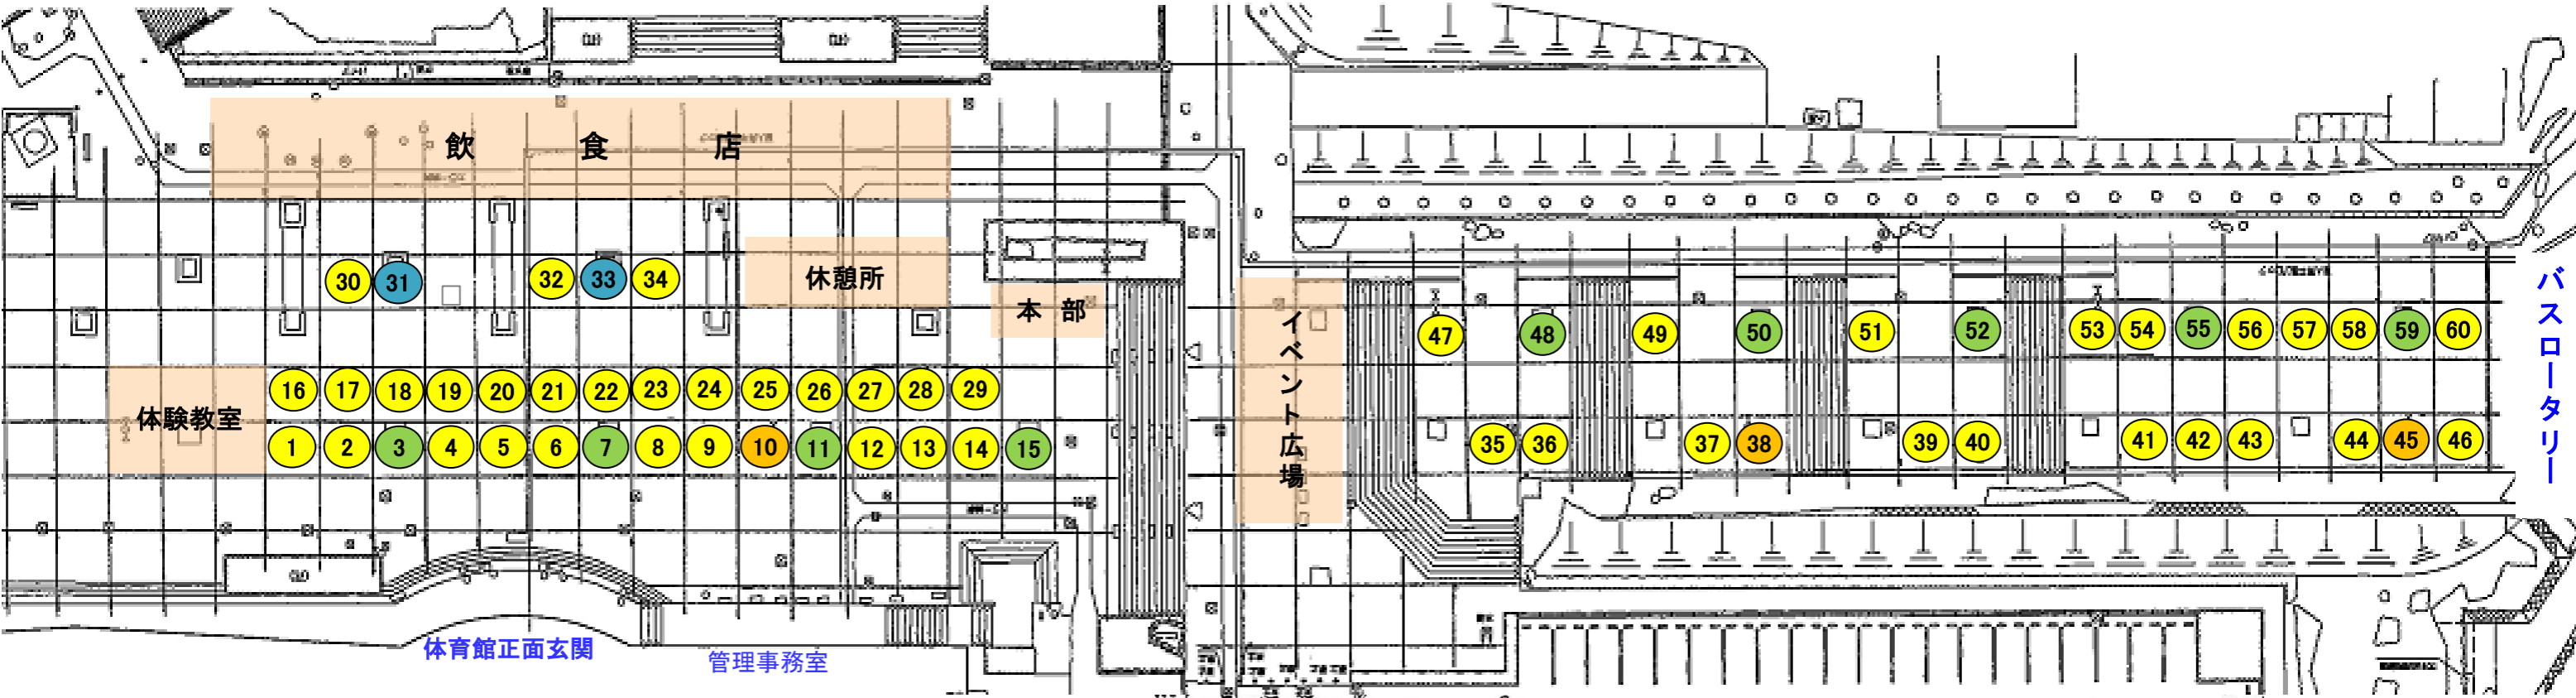 飲 食 店
30 31 32 33 34
休憩所
本 部
イベント広場
47 48 49 50 51 52 53 54 55 56 57 58 59 60
バスロータリー
16 17 18 19 20 21 22 23 24 25 26 27 28 29
体験教室
1 2 3 4 5 6 7 8 9 10 11 12 13 14 15
35 36 37 38 39 40 41 42 43 44 45 46
体育館正面玄関
管理事務室